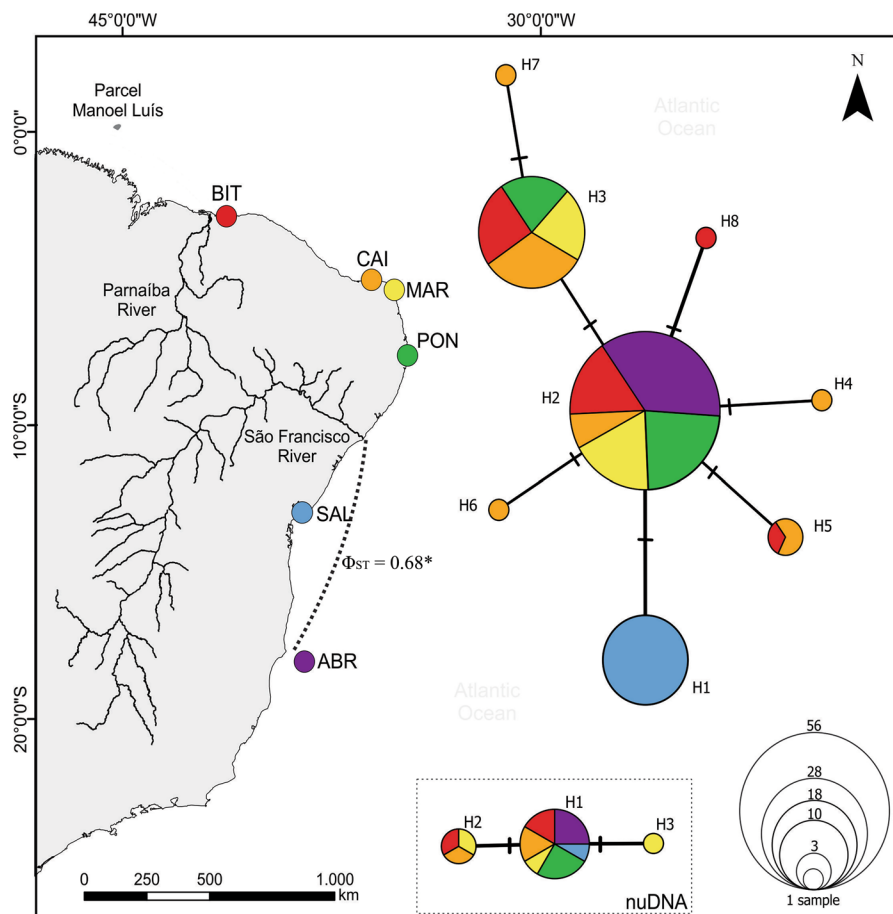 45°0'0"W
30°0'0"W
0°0'0"
10°0'0"S
20°0'0"S
Parcel
Manoel Luís
BIT
CAI
MAR
PON
Parnaíba
River
São Francisco
River
SAL
ΦST = 0.68*
ABR
Atlantic
Ocean
N
H7
H3
H8
H2
H4
H6
H5
H1
Atlantic
Ocean
H2
H1
H3
nuDNA
56
28
18
10
3
1 sample
0
250
500
1.000
km